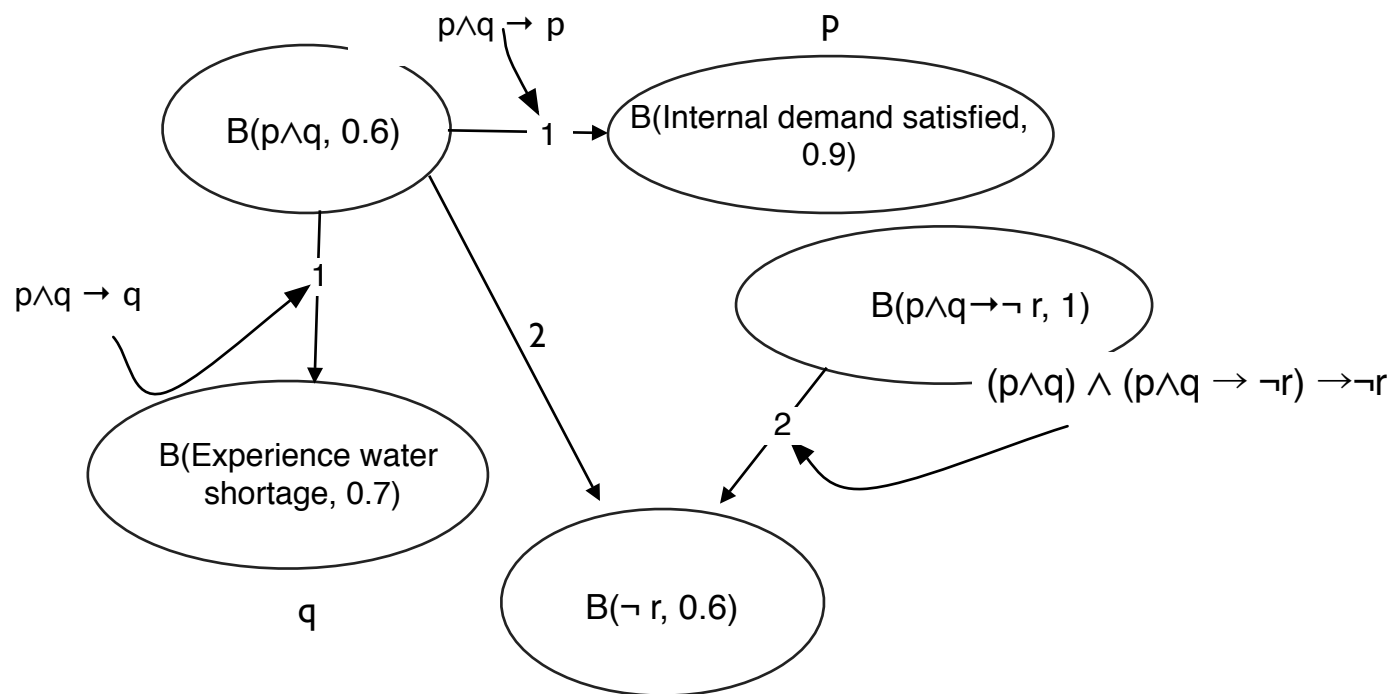 p∧q → p
p
B(p∧q, 0.6)
1
B(Internal demand satisfied,
0.9)
1
p∧q → q
B(p∧q→¬ r, 1)
2
(p∧q) ∧ (p∧q → ¬r) →¬r
2
B(Experience water
shortage, 0.7)
q
B(¬ r, 0.6)